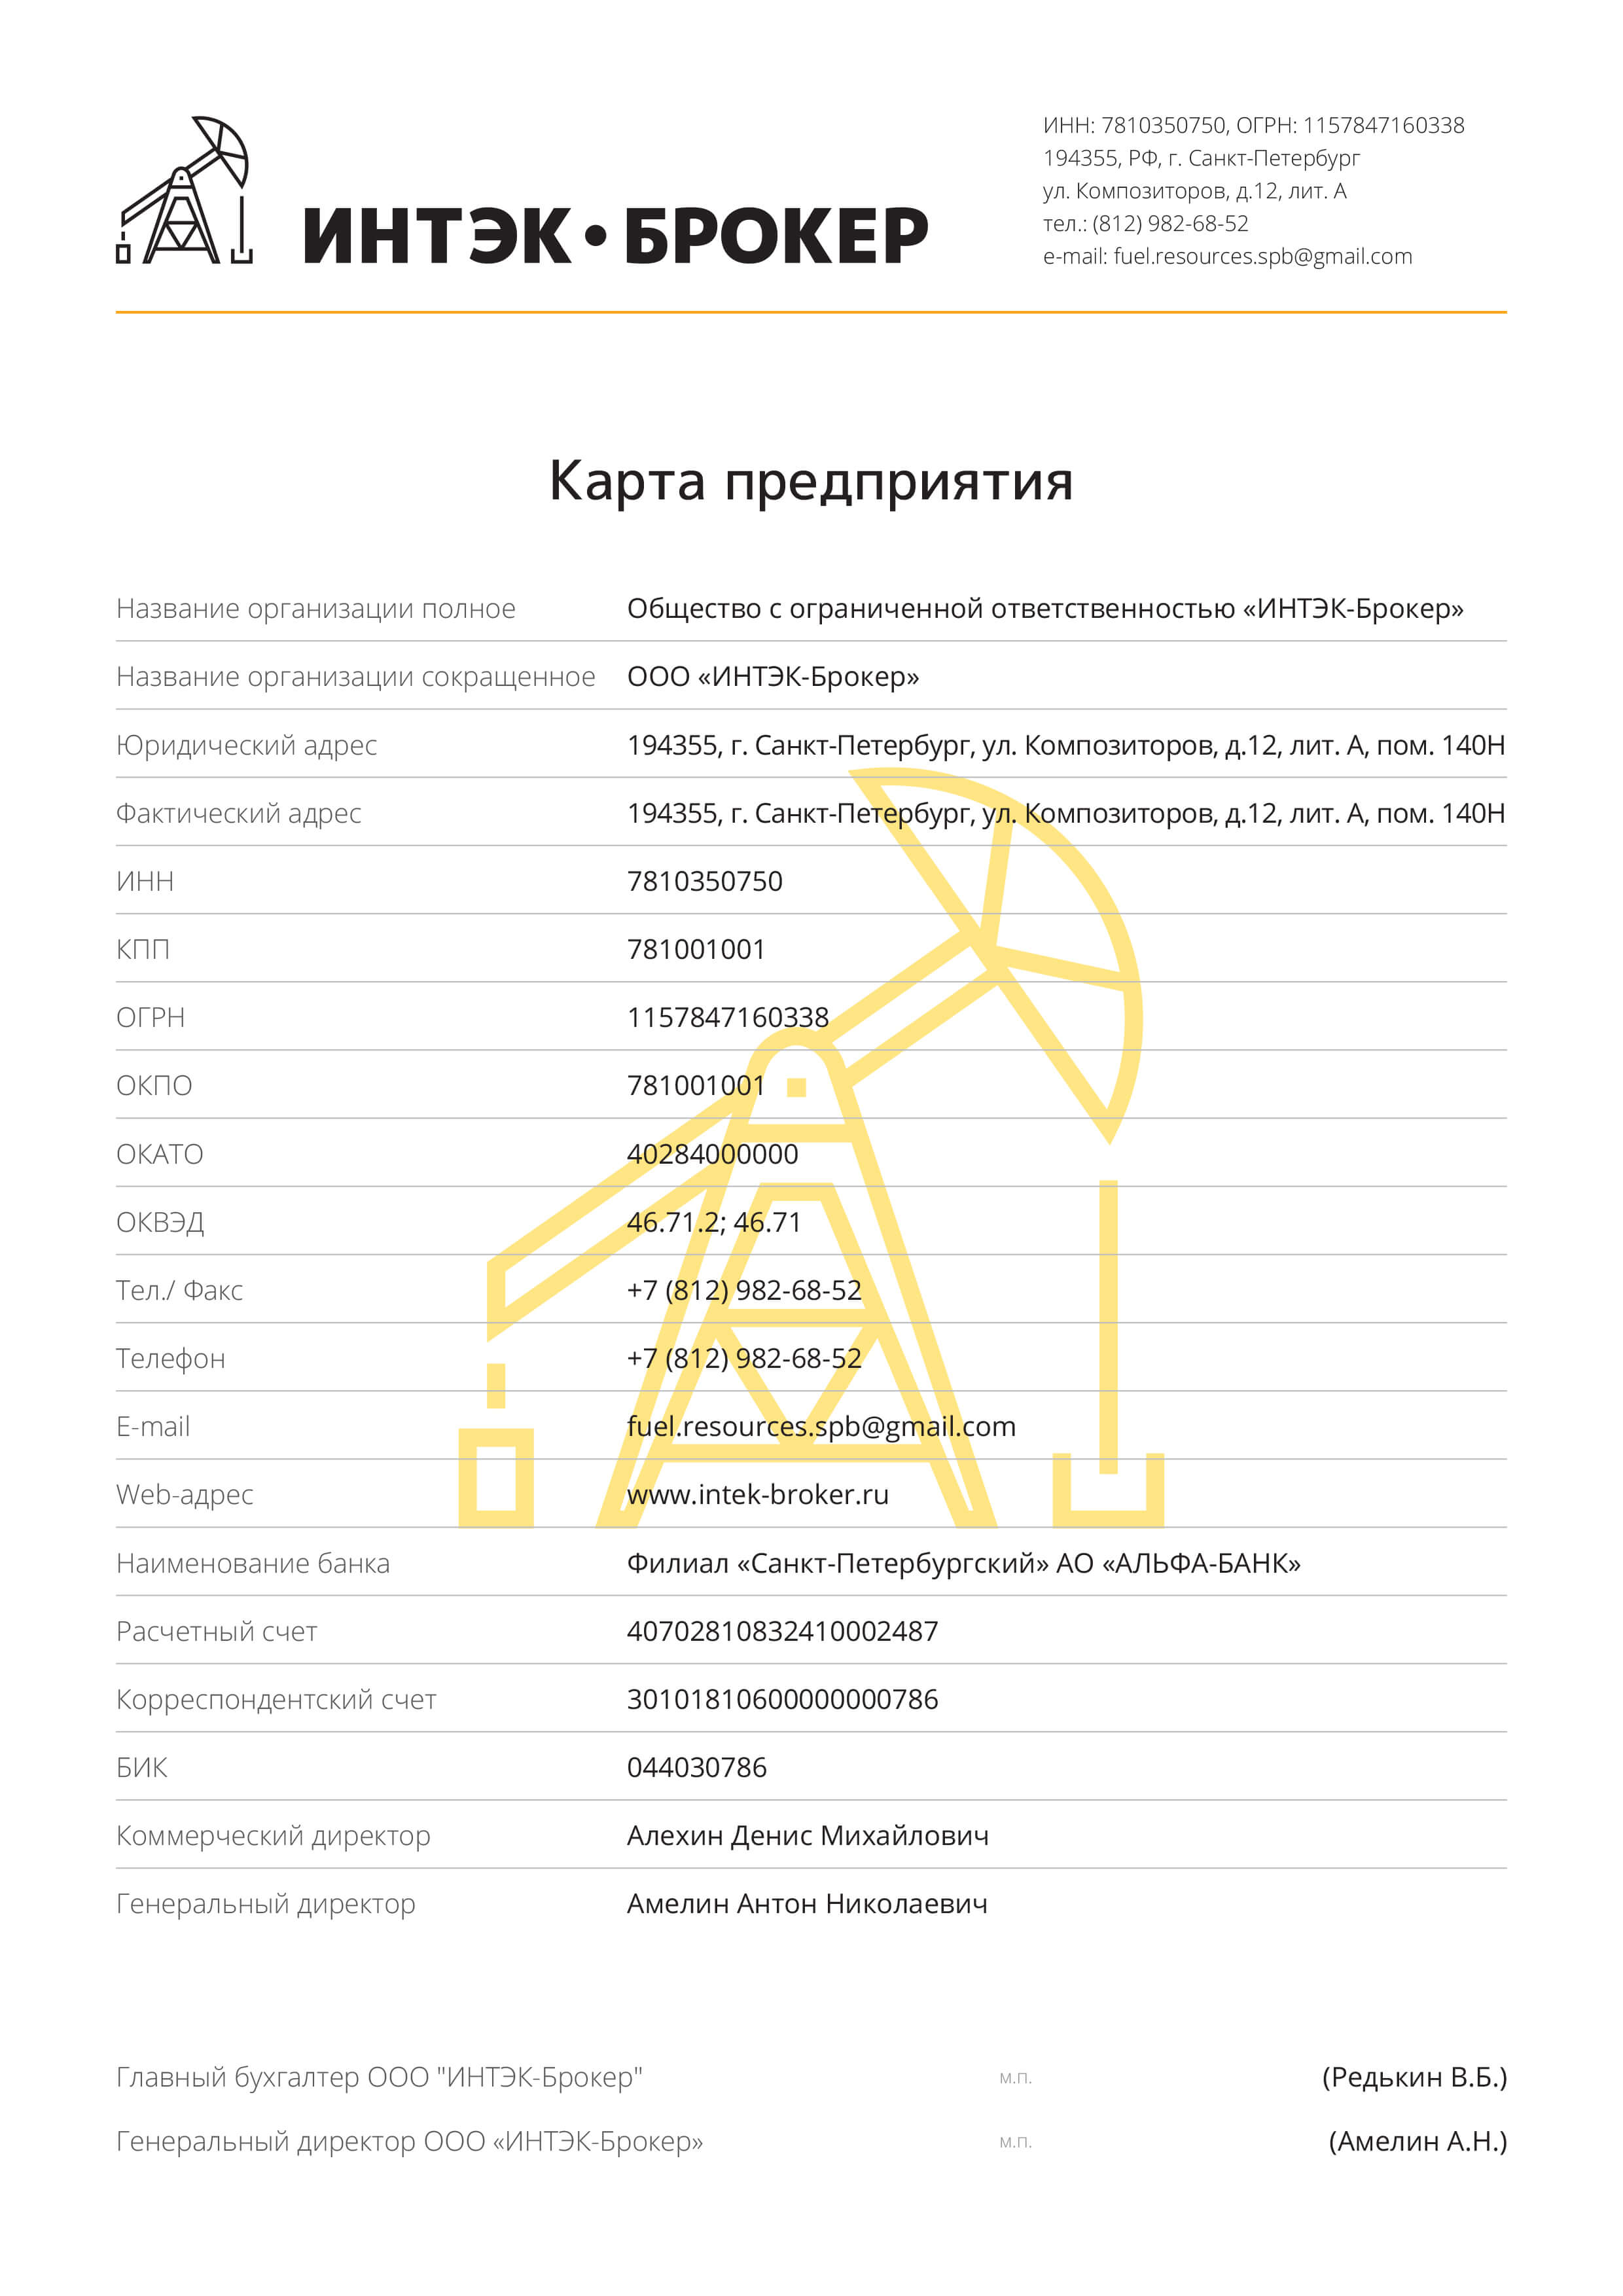 ИНТЭК • БРОКЕР
ИНН: 7810350750, ОГРН: 1157847160338
194355, РФ, г. Санкт-Петербург
ул. Композиторов, д.12, лит. А
тел.: (812) 982-68-52
e-mail: fuel.resources.spb@gmail.com
Карта предприятия
Название организации полное Общество с ограниченной ответственностью «ИНТЭК-Брокер»
Название организации сокращенное ООО «ИНТЭК-Брокер»
Юридический адрес 194355, г. Санкт-Петербург, ул. Композиторов, д.12, лит. А, пом. 140Н
Фактический адрес 194355, г. Санкт-Петербург, ул. Композиторов, д.12, лит. А, пом. 140Н
ИНН 7810350750
КПП 781001001
ОГРН 1157847160338
ОКПО 781001001
ОКАТО 40284000000
ОКВЭД 46.71.2; 46.71
Тел./ Факс +7 (812) 982-68-52
Телефон +7 (812) 982-68-52
E-mail fuel.resources.spb@gmail.com
Web-адрес www.intek-broker.ru
Наименование банка Филиал «Санкт-Петербургский» АО «АЛЬФА-БАНК»
Расчетный счет 40702810832410002487
Корреспондентский счет 30101810600000000786
БИК 044030786
Коммерческий директор Алехин Денис Михайлович
Генеральный директор Амелин Антон Николаевич
Главный бухгалтер ООО "ИНТЭК-Брокер" м.п. (Редькин В.Б.)
Генеральный директор ООО «ИНТЭК-Брокер» м.п. (Амелин А.Н.)